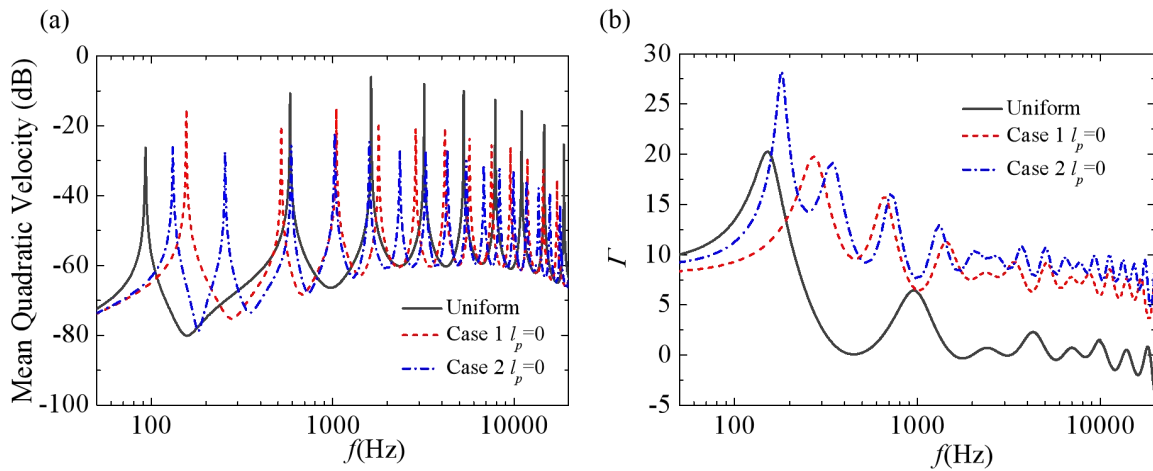 (a)
Mean Quadratic Velocity (dB)
0
-20
-40
-60
-80
-100
100
1000
10000
f(Hz)
Uniform
Case 1 lp=0
Case 2 lp=0
(b)
Γ
30
25
20
15
10
5
0
-5
100
1000
10000
f(Hz)
Uniform
Case 1 lp=0
Case 2 lp=0